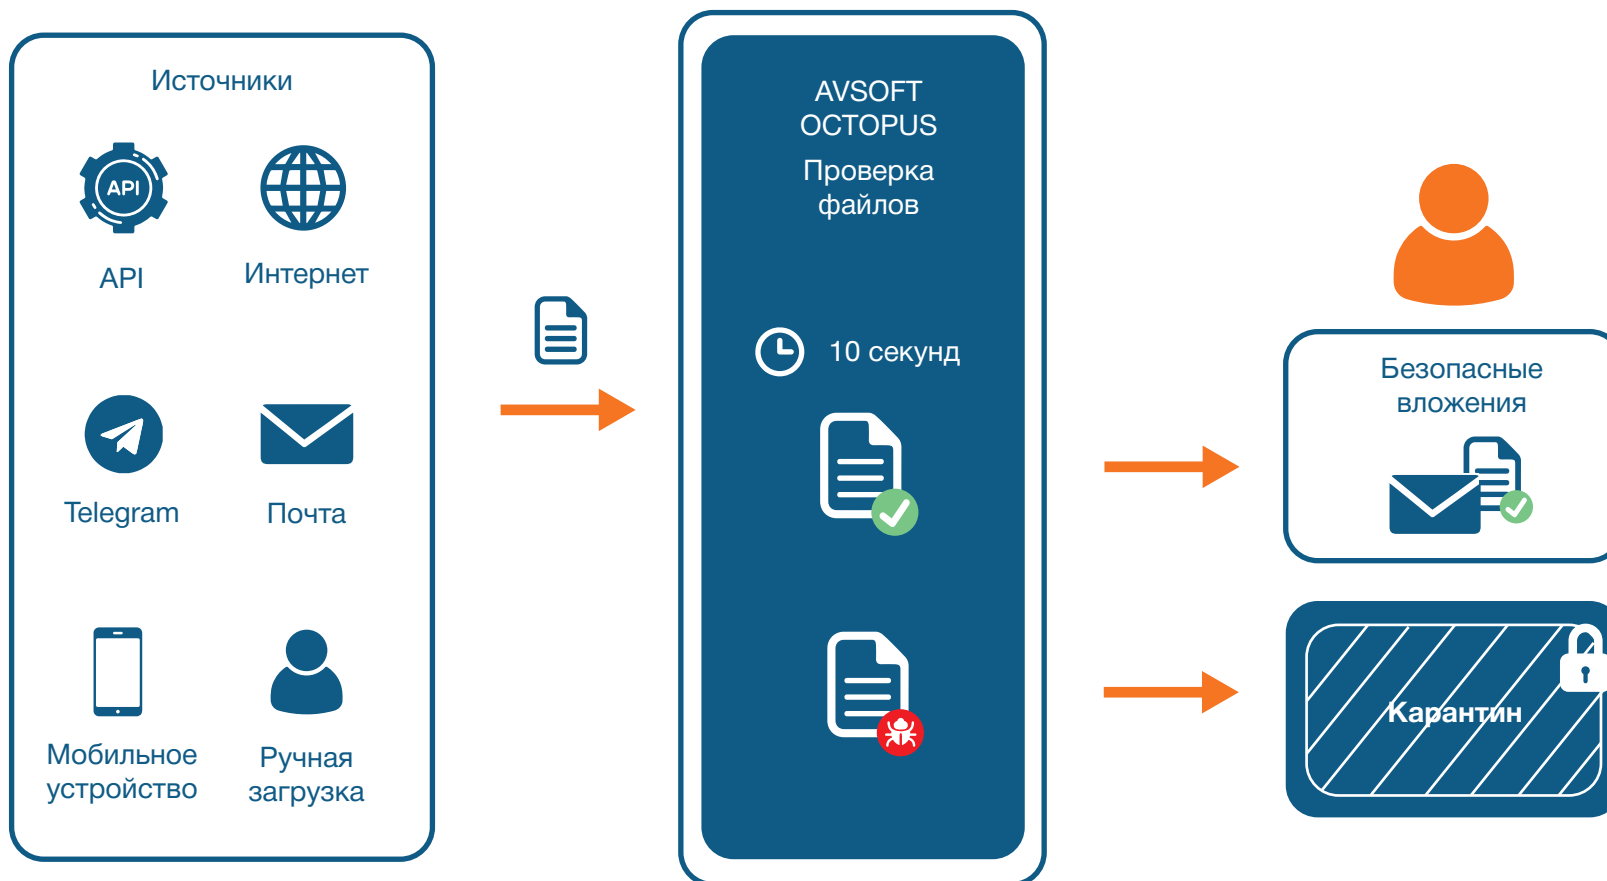 Источники
API
API
Интернет
Telegram
Почта
Мобильное
устройство
Ручная
загрузка
AVSOFT
OCTOPUS
Проверка
файлов
10 секунд
Безопасные
вложения
Карантин